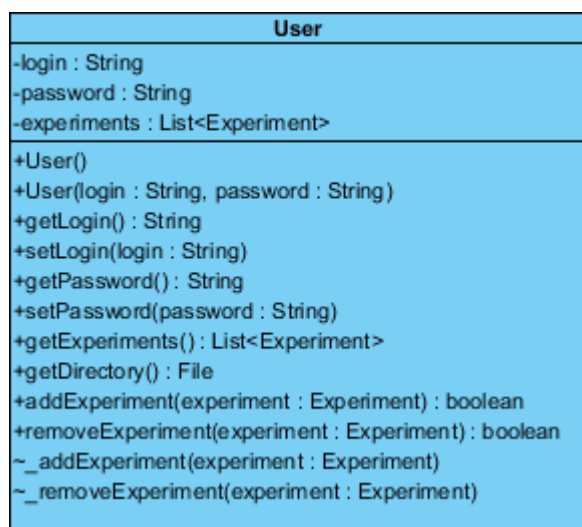 User
-login : String
-password : String
-experiments : List<Experiment>
+User()
+User(login : String, password : String)
+getLogin() : String
+setLogin(login : String)
+getPassword() : String
+setPassword(password : String)
+getExperiments() : List<Experiment>
+getDirectory() : File
+addExperiment(experiment : Experiment) : boolean
+removeExperiment(experiment : Experiment) : boolean
~_addExperiment(experiment : Experiment)
~_removeExperiment(experiment : Experiment)